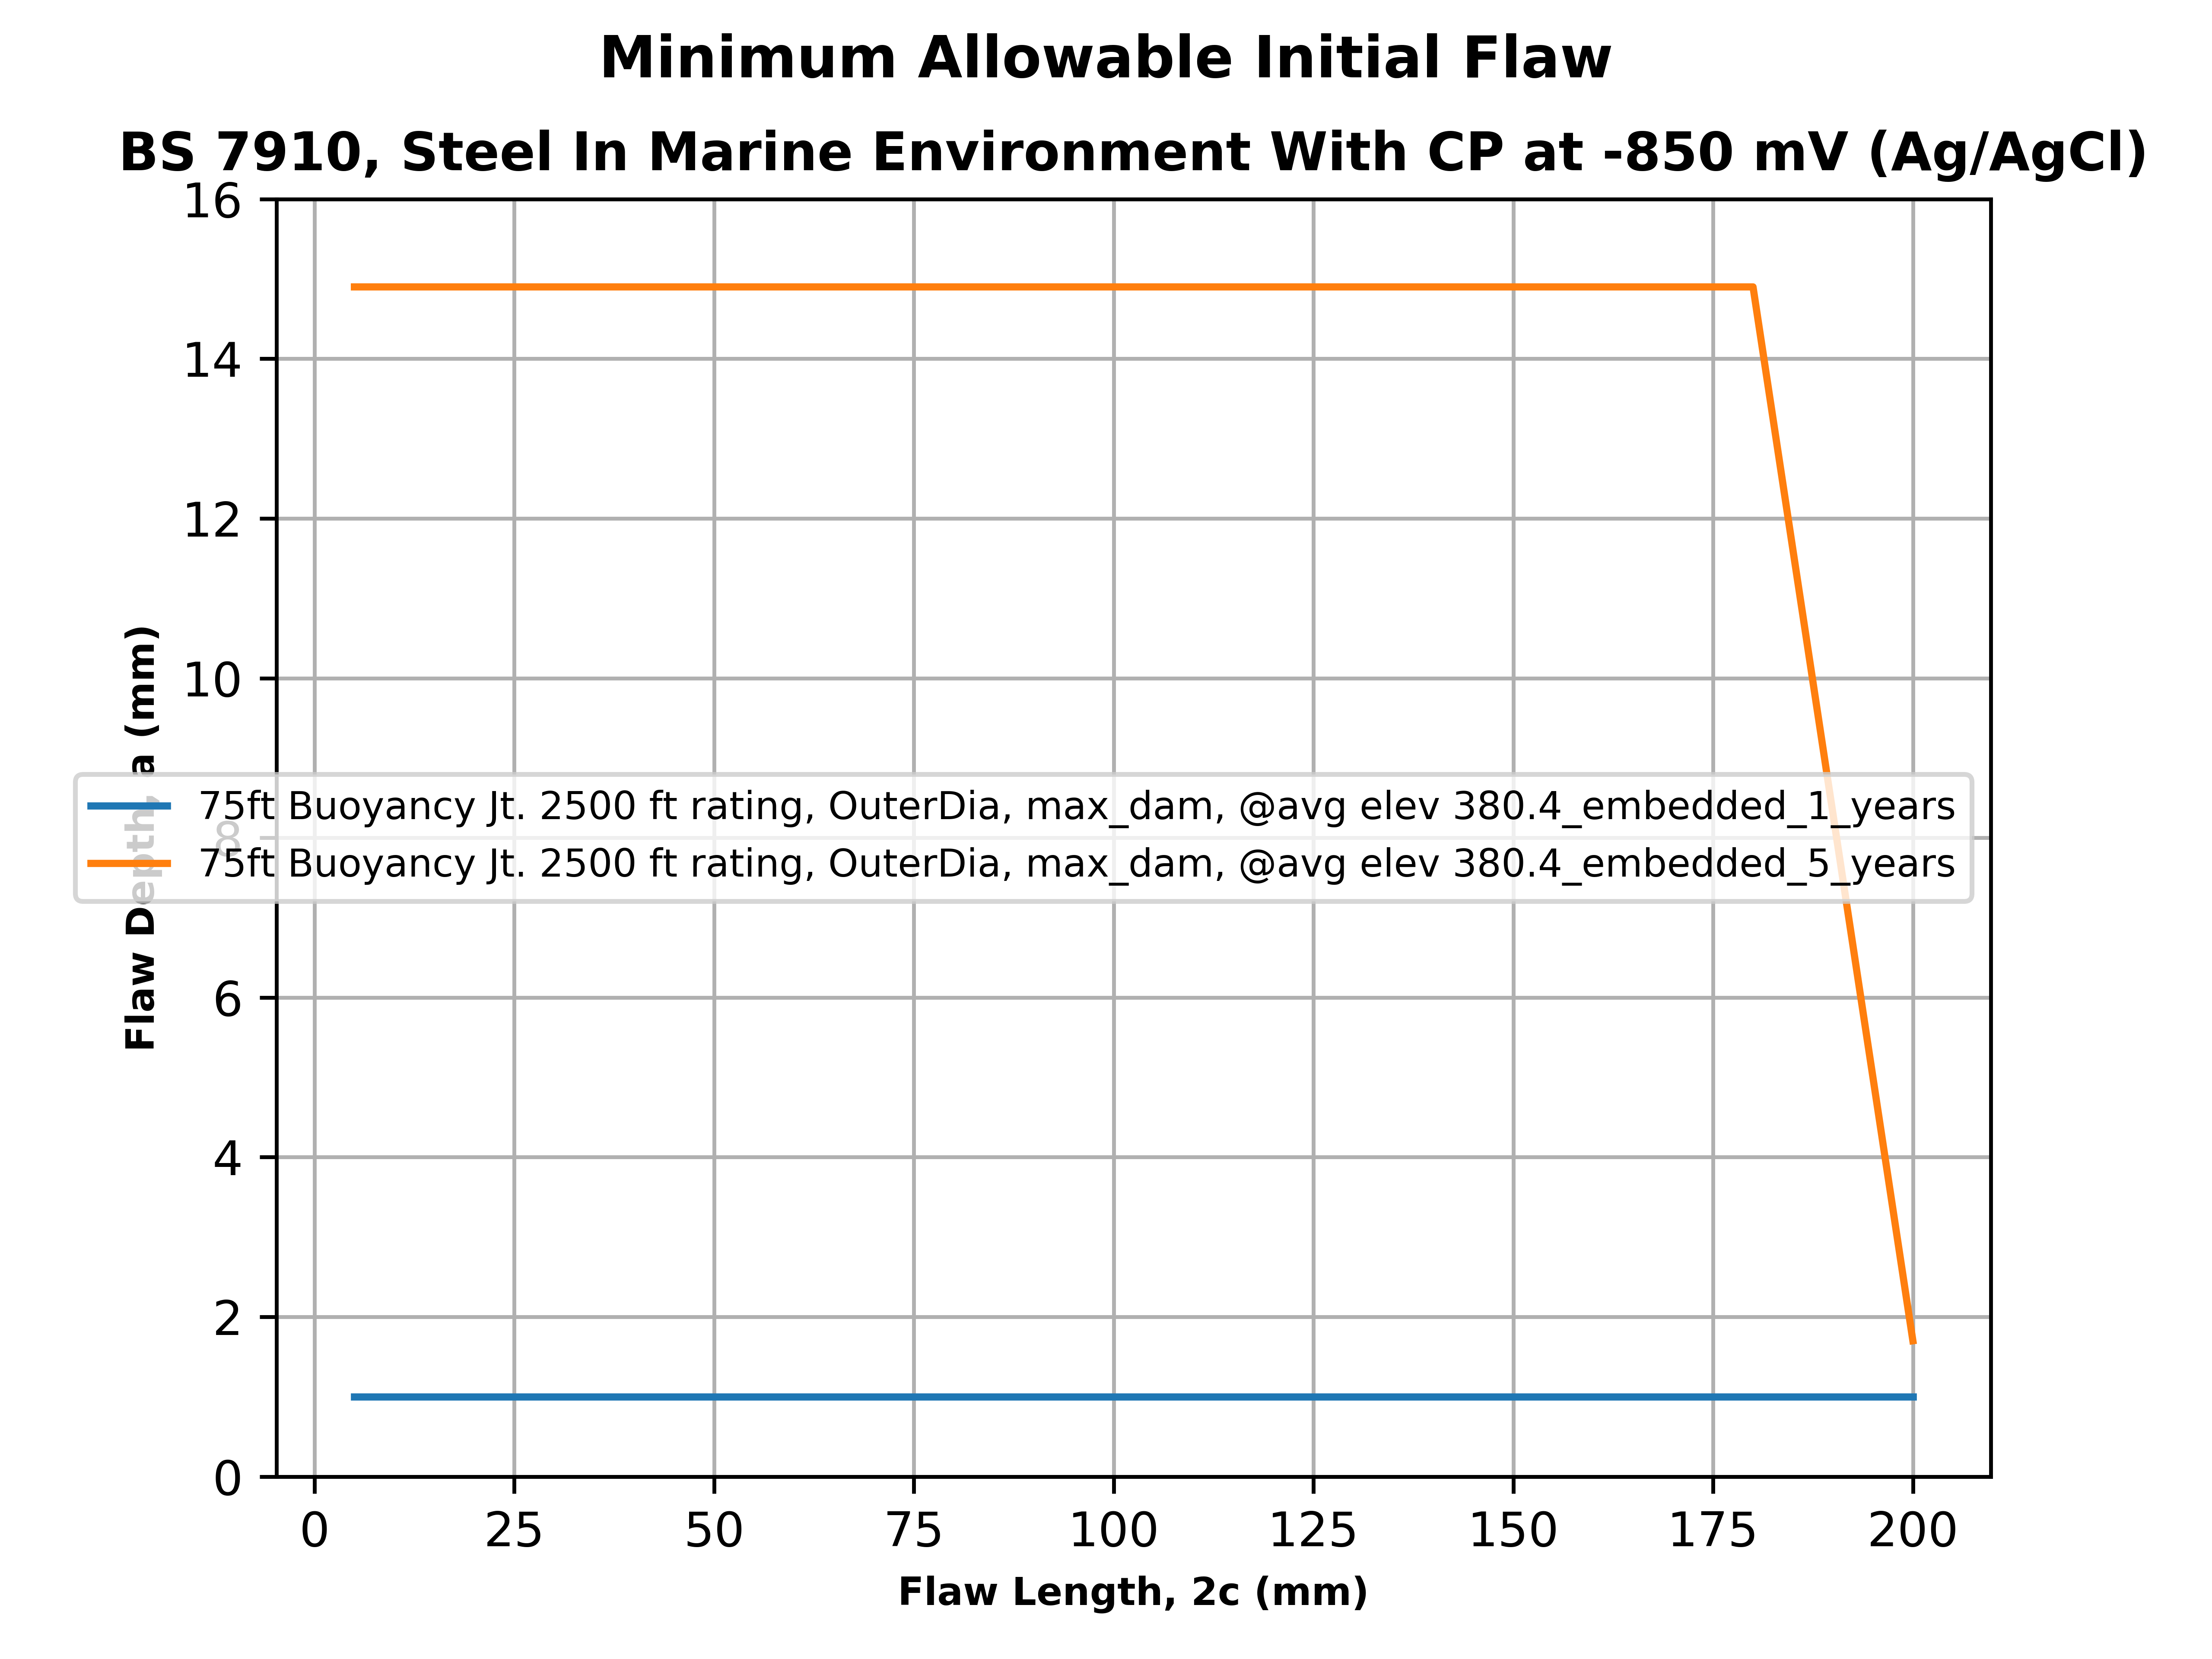 Minimum Allowable Initial Flaw
BS 7910, Steel In Marine Environment With CP at -850 mV (Ag/AgCl)
16
14
12
10
8
6
4
2
0
Flaw Depth, a (mm)
75ft Buoyancy Jt. 2500 ft rating, OuterDia, max_dam, @avg elev 380.4_embedded_1_years
75ft Buoyancy Jt. 2500 ft rating, OuterDia, max_dam, @avg elev 380.4_embedded_5_years
0 25 50 75 100 125 150 175 200
Flaw Length, 2c (mm)